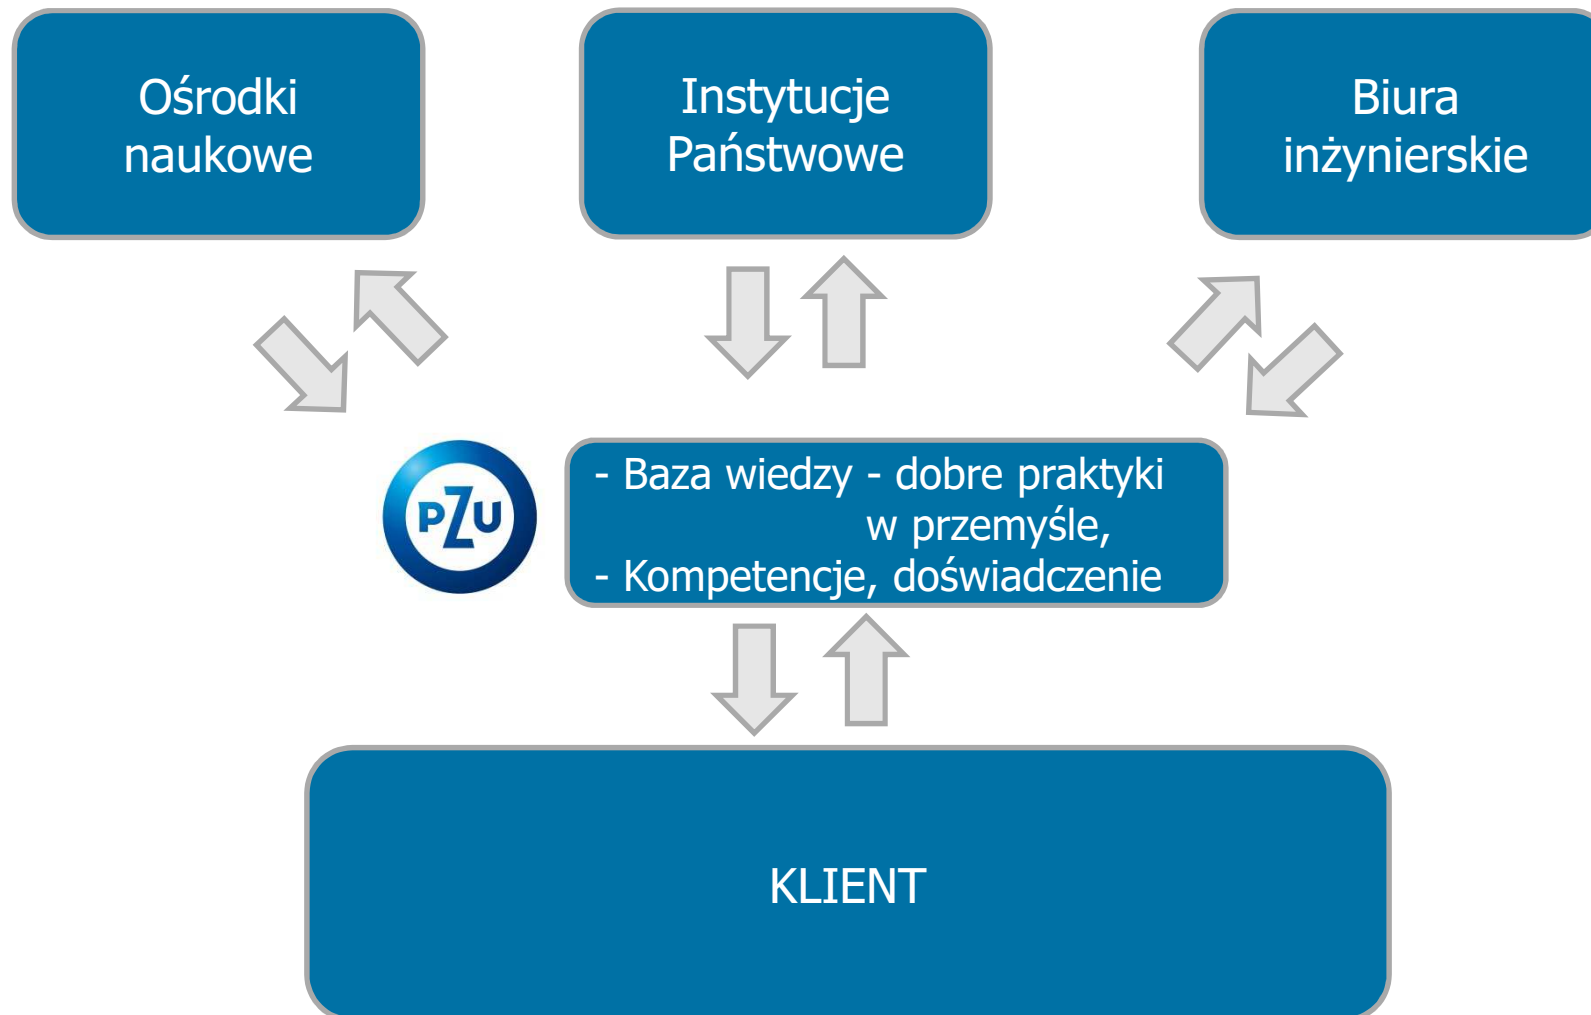 Ośrodki
naukowe
Instytucje
Państwowe
Biura
inżynierskie
PZU
- Baza wiedzy - dobre praktyki
w przemyśle,
- Kompetencje, doświadczenie
KLIENT